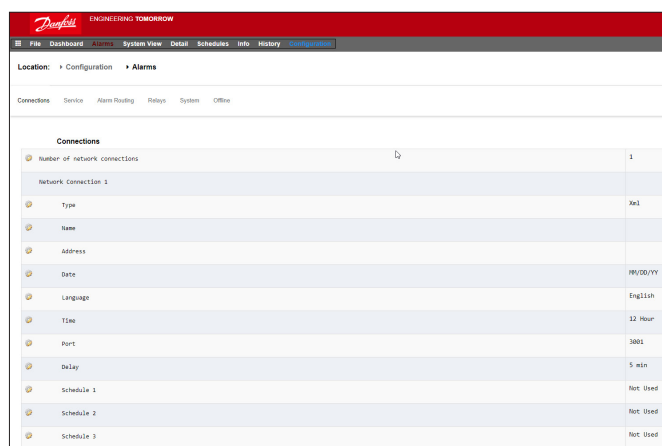 Danfoss ENGINEERING TOMORROW
File Dashboard Alarms System View Detail Schedules Info History Configuration
Location: Configuration Alarms
Connections Service Alarm Routing Relays System Offline
Connections
Number of network connections 1
Network Connection 1
Type Xml
Name
Address
Date MM/DD/YY
Language English
Time 12 Hour
Port 3001
Delay 5 min
Schedule 1 Not Used
Schedule 2 Not Used
Schedule 3 Not Used